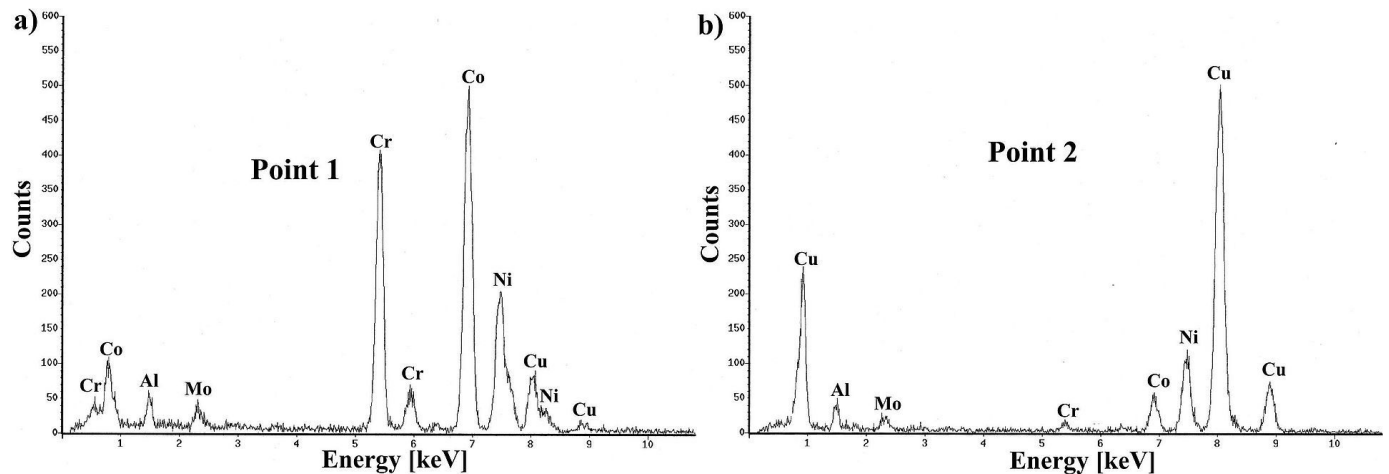 a)
600
550
500
450
400
350
300
250
200
150
100
50
0
Counts
Point 1
Cr
Co
Al
Mo
Cr
Cr
Co
Ni
Cu
Ni
Cu
1 2 3 4 5 6 7 8 9 10
Energy [keV]
b)
600
550
500
450
400
350
300
250
200
150
100
50
0
Counts
Point 2
Cu
Al
Mo
Cr
Co
Ni
Cu
Cu
1 2 3 4 5 6 7 8 9 10
Energy [keV]